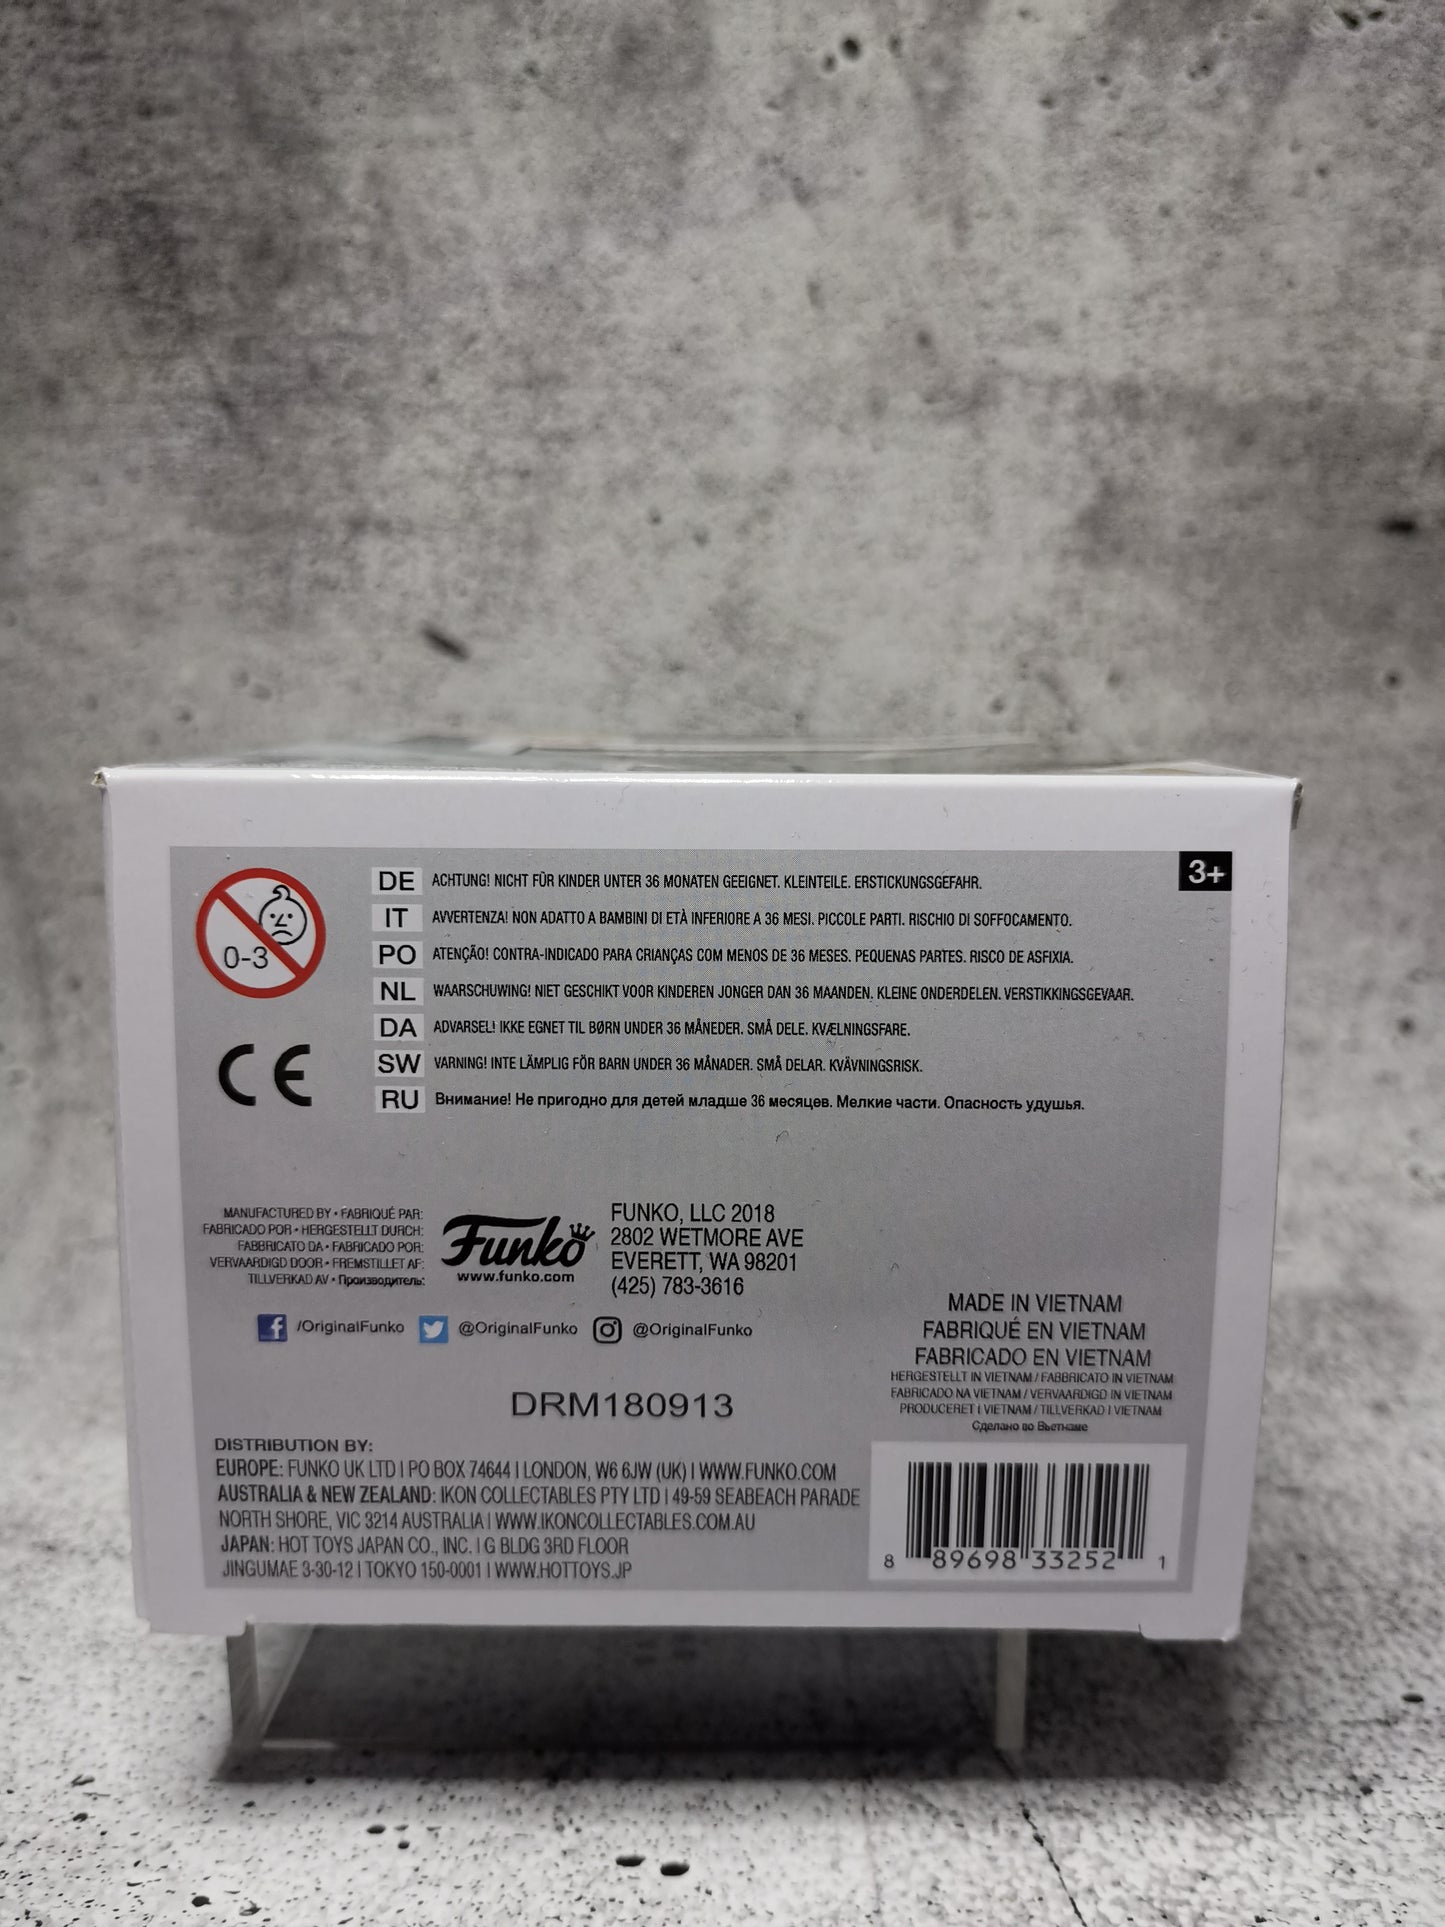 3+
0-3
DE ACHTUNG! NICHT FÜR KINDER UNTER 36 MONATEN GEEIGNET. KLEINTEILE. ERSTICKUNGSGEFAHR.
IT AVVERTENZA! NON ADATTO A BAMBINI DI ETÀ INFERIORE A 36 MESI. PICCOLE PARTI. RISCHIO DI SOFFOCAMENTO.
PO ATENÇÃO! CONTRA-INDICADO PARA CRIANÇAS COM MENOS DE 36 MESES. PEQUENAS PARTES. RISCO DE ASFIXIA.
NL WAARSCHUWING! NIET GESCHIKT VOOR KINDEREN JONGER DAN 36 MAANDEN. KLEINE ONDERDELEN. VERSTIKKINGSGEVAAR.
DA ADVARSEL! IKKE EGNET TIL BØRN UNDER 36 MÅNEDER. SMÅ DELE. KVÆLNINGSFARE.
SW VARNING! INTE LÄMPLIG FÖR BARN UNDER 36 MÅNADER. SMÅ DELAR. KVÄVNINGSRISK.
RU Внимание! Не пригодно для детей младше 36 месяцев. Мелкие части. Опасность удушья.
CE
MANUFACTURED BY • FABRIQUÉ PAR:
FABRICADO POR • HERGESTELLT DURCH:
FABBRICATO DA • FABRICADO POR:
VERVAARDIGD DOOR • FREMSTILLET AF:
TILLVERKAD AV • Производитель:
Funko
www.funko.com
FUNKO, LLC 2018
2802 WETMORE AVE
EVERETT, WA 98201
(425) 783-3616
/OriginalFunko @OriginalFunko @OriginalFunko
MADE IN VIETNAM
FABRIQUÉ EN VIETNAM
FABRICADO EN VIETNAM
HERGESTELLT IN VIETNAM / FABBRICATO IN VIETNAM
FABRICADO NA VIETNAM / VERVAARDIGD IN VIETNAM
PRODUCERET I VIETNAM / TILLVERKAD I VIETNAM
Сделано во Вьетнаме
DRM180913
DISTRIBUTION BY:
EUROPE: FUNKO UK LTD | PO BOX 74644 | LONDON, W6 6JW (UK) | WWW.FUNKO.COM
AUSTRALIA & NEW ZEALAND: IKON COLLECTABLES PTY LTD | 49-59 SEABEACH PARADE
NORTH SHORE, VIC 3214 AUSTRALIA | WWW.IKONCOLLECTABLES.COM.AU
JAPAN: HOT TOYS JAPAN CO., INC. | G BLDG 3RD FLOOR
JINGUMAE 3-30-12 | TOKYO 150-0001 | WWW.HOTTOYS.JP
8 89698 33252 1